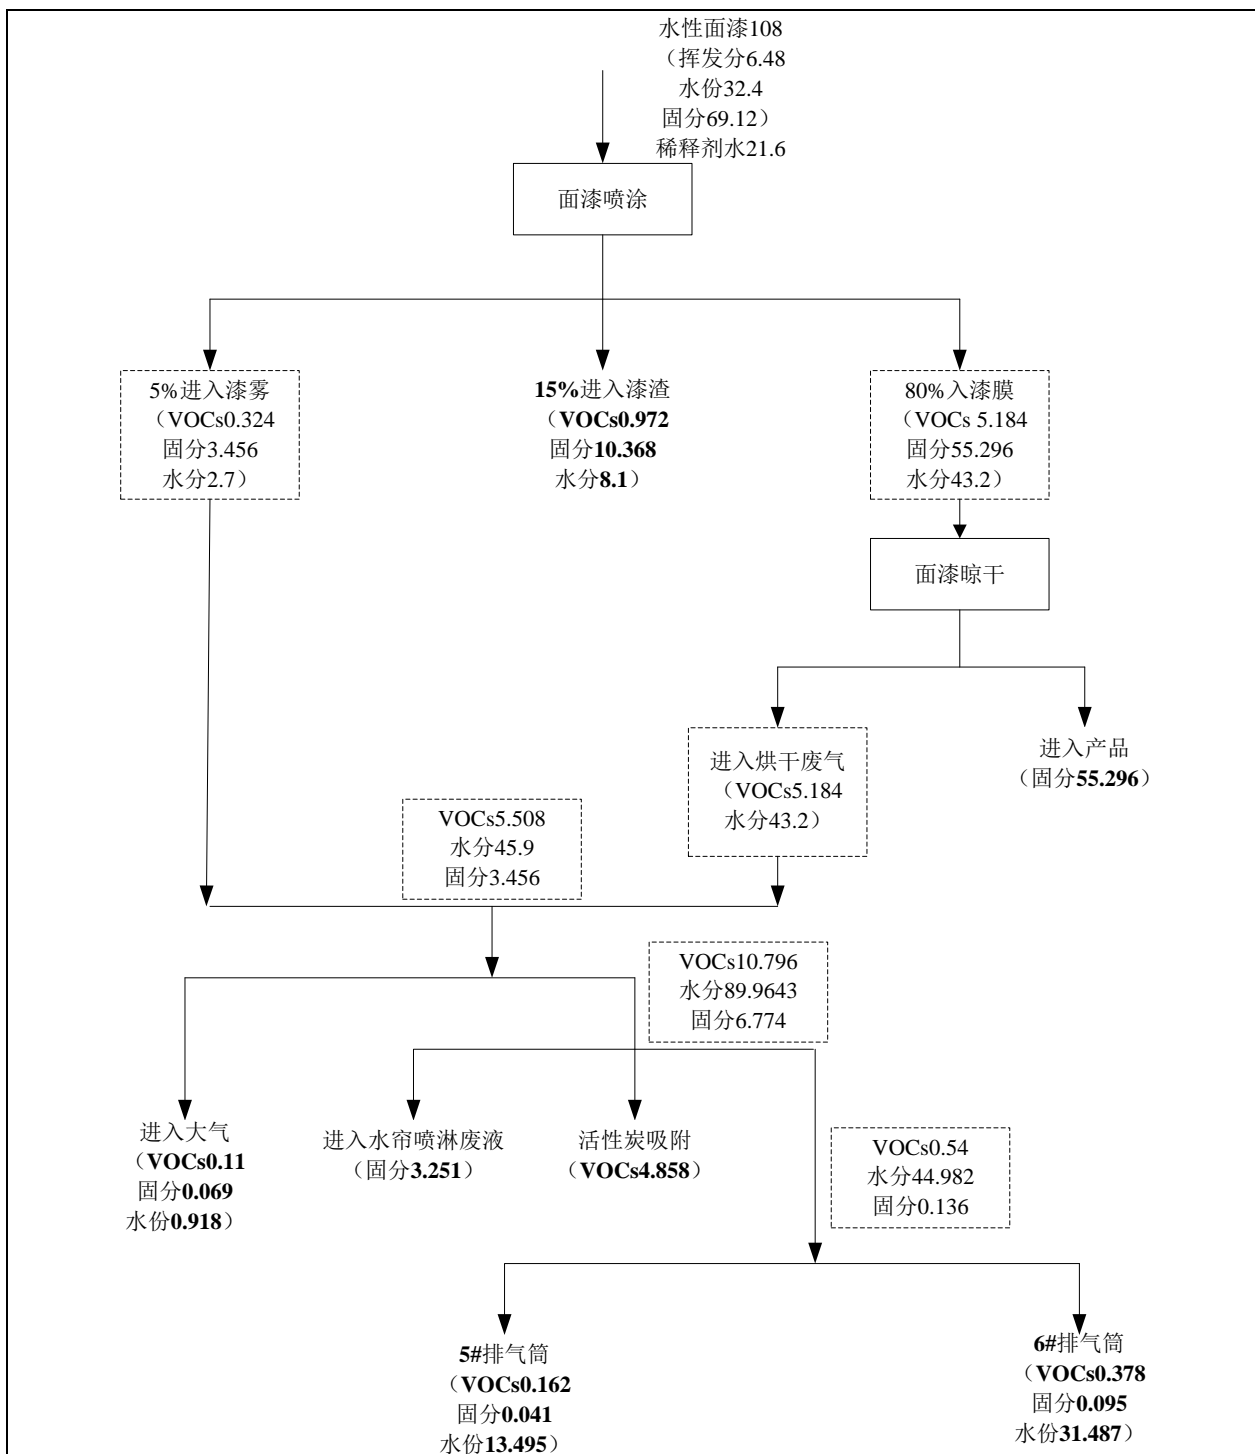 水性面漆108
（挥发分6.48
水份32.4
固分69.12）
稀释剂水21.6
面漆喷涂
5%进入漆雾
（VOCs0.324
固分3.456
水分2.7）
15%进入漆渣
（VOCs0.972
固分10.368
水分8.1）
80%入漆膜
（VOCs 5.184
固分55.296
水分43.2）
面漆晾干
进入烘干废气
（VOCs5.184
水分43.2）
进入产品
（固分55.296）
VOCs5.508
水分45.9
固分3.456
VOCs10.796
水分89.9643
固分6.774
进入大气
（VOCs0.11
固分0.069
水份0.918）
进入水帘喷淋废液
（固分3.251）
活性炭吸附
（VOCs4.858）
VOCs0.54
水分44.982
固分0.136
5#排气筒
（VOCs0.162
固分0.041
水份13.495）
6#排气筒
（VOCs0.378
固分0.095
水份31.487）